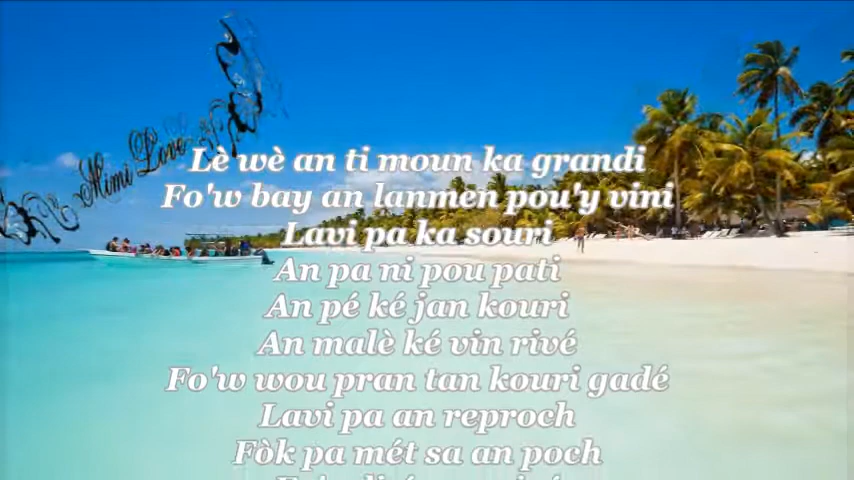 Mimi Love
Lè wè an ti moun ka grandi
Fo'w bay an lanmen pou'y vini
Lavi pa ka souri
An pa ni pou pati
An pé ké jan kouri
An malè ké vin rivé
Fo'w wou pran tan kouri gadé
Lavi pa an reproch
Fòk pa mét sa an poch